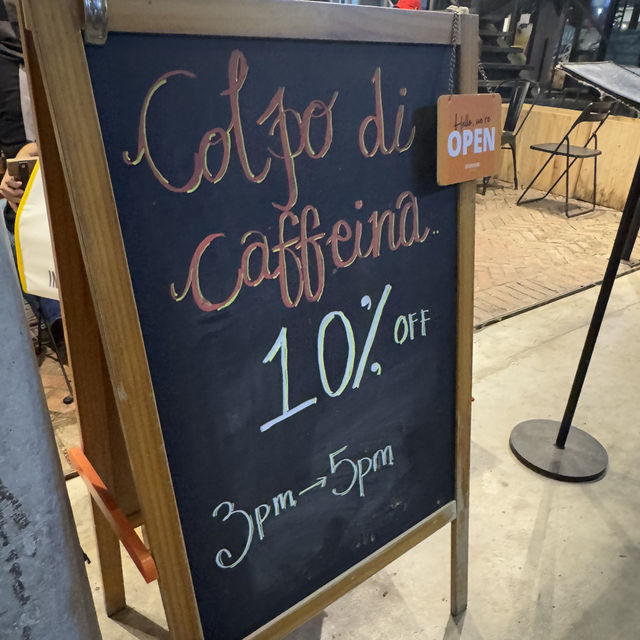 Colpo di
caffeina..
10% OFF
3pm→5pm
Hello, we're
OPEN